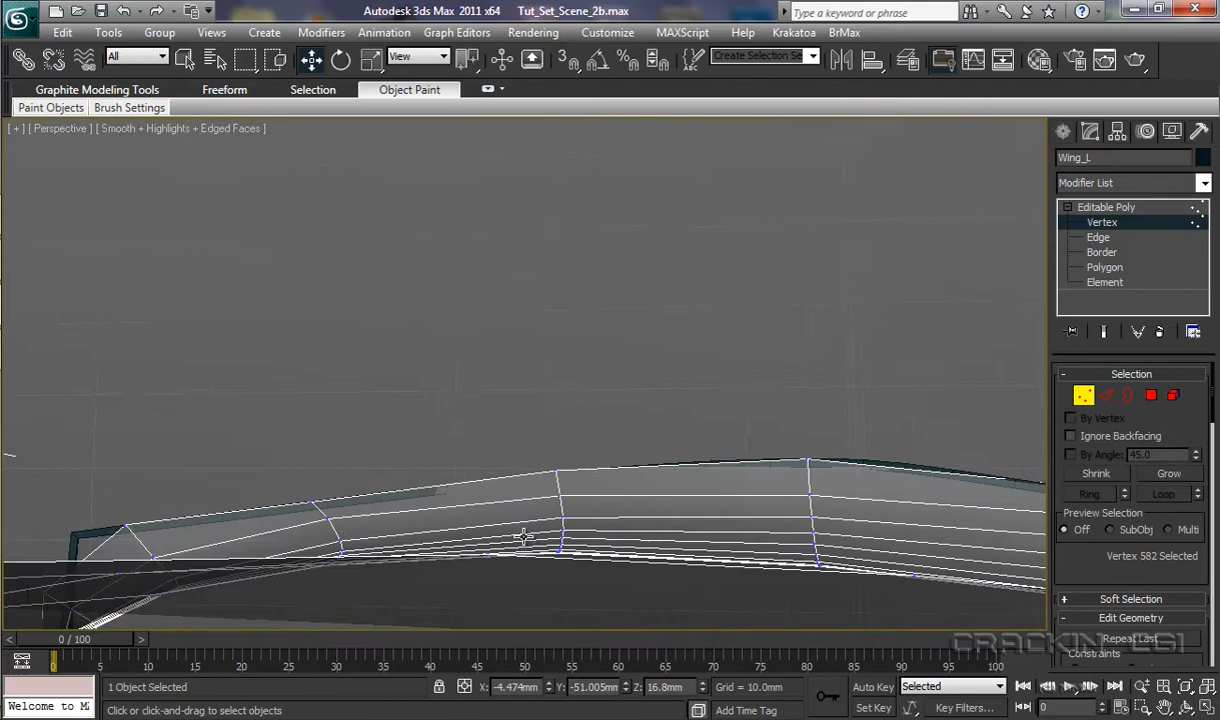 Autodesk 3ds Max 2011 x64 Tut_Set_Scene_2b.max
Type a keyword or phrase
Edit Tools Group Views Create Modifiers Animation Graph Editors Rendering Customize MAXScript Help Krakatoa BrMax
All
View
Create Selection Se
Graphite Modeling Tools Freeform Selection Object Paint
Paint Objects Brush Settings
[ + ] [ Perspective ] [ Smooth + Highlights + Edged Faces ]
Wing_L
Modifier List
Editable Poly
Vertex
Edge
Border
Polygon
Element
- Selection
By Vertex
Ignore Backfacing
By Angle: 45.0
Shrink Grow
Ring Loop
Preview Selection
Off SubObj Multi
Vertex 582 Selected
+ Soft Selection
- Edit Geometry
Repeat Last
Constraints
CRACKIN' CGI
< 0 / 100 >
0 5 10 15 20 25 30 35 40 45 50 55 60 65 70 75 80 85 90 95 100
1 Object Selected X: -4.474mm Y: -51.005mm Z: 16.8mm Grid = 10.0mm Auto Key Selected
Welcome to M
Click or click-and-drag to select objects Add Time Tag Set Key Key Filters... 0